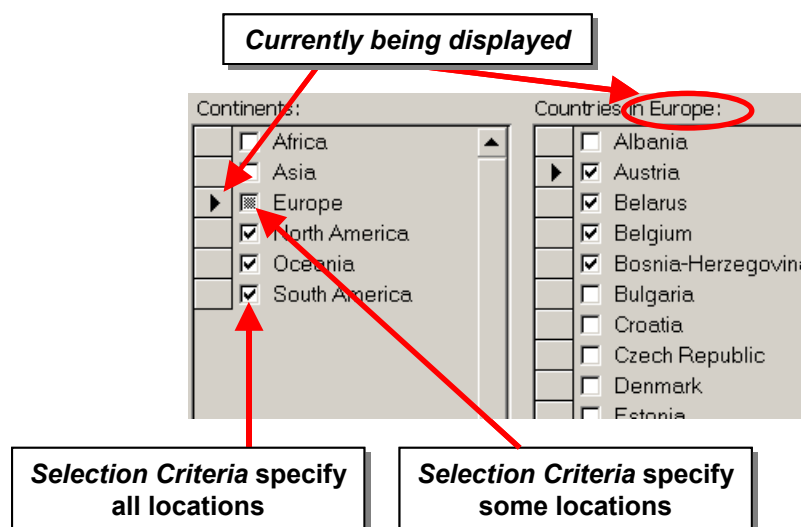 Currently being displayed
Continents:
Africa
Asia
Europe
North America
Oceania
South America
Countries in Europe:
Albania
Austria
Belarus
Belgium
Bosnia-Herzegovina
Bulgaria
Croatia
Czech Republic
Denmark
Estonia
Selection Criteria specify
all locations
Selection Criteria specify
some locations